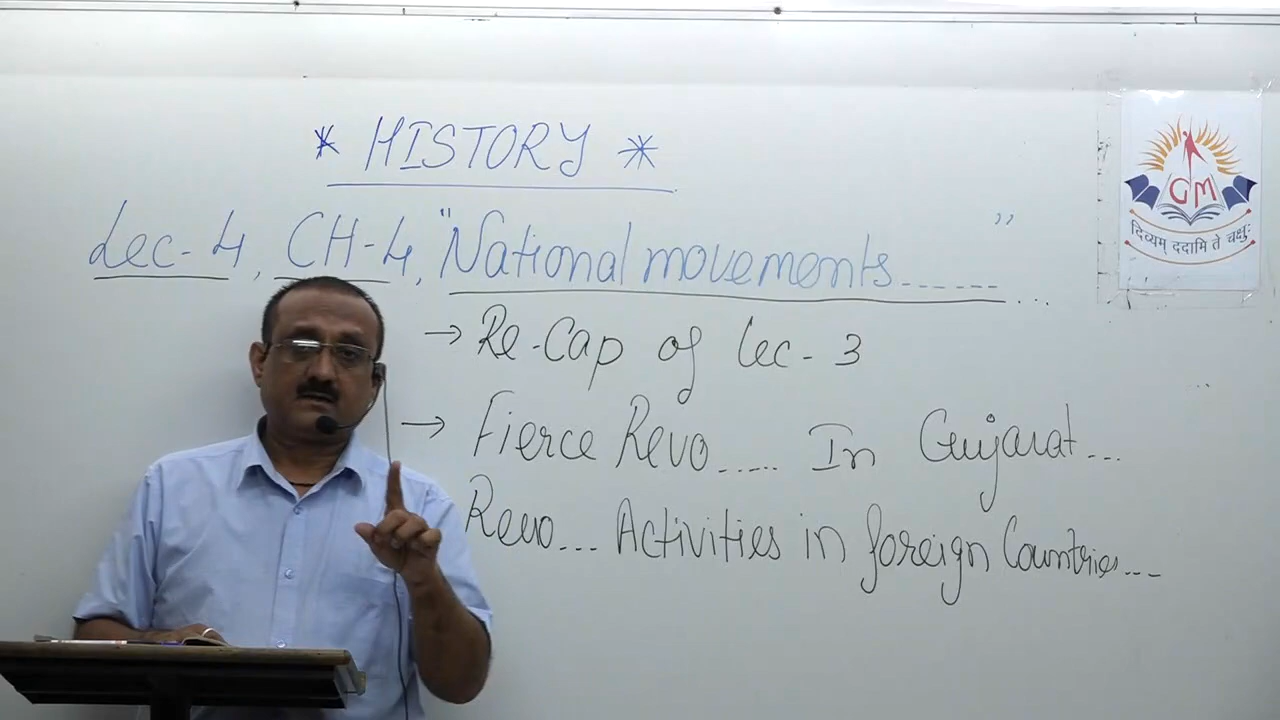 * HISTORY *
Lec-4, CH-4, "National movements......."...
→ Re-Cap of lec-3
→ Fierce Revo..... In Gujarat...
Revo... Activities in foreign Countries...
GM
दिव्यम् ददामि ते चक्षुः